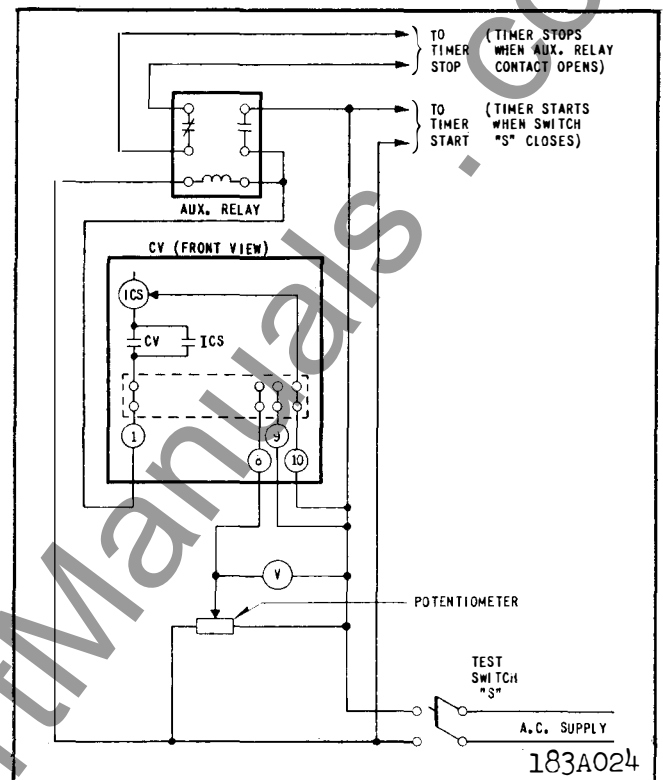 TO (TIMER STOPS
TIMER WHEN AUX. RELAY
STOP CONTACT OPENS)
TO (TIMER STARTS
TIMER WHEN SWITCH
START "S" CLOSES)
AUX. RELAY
CV (FRONT VIEW)
ICS
CV ICS
1 9
8 10
V
POTENTIOMETER
TEST
SWITCH
"S"
A.C. SUPPLY
183A024